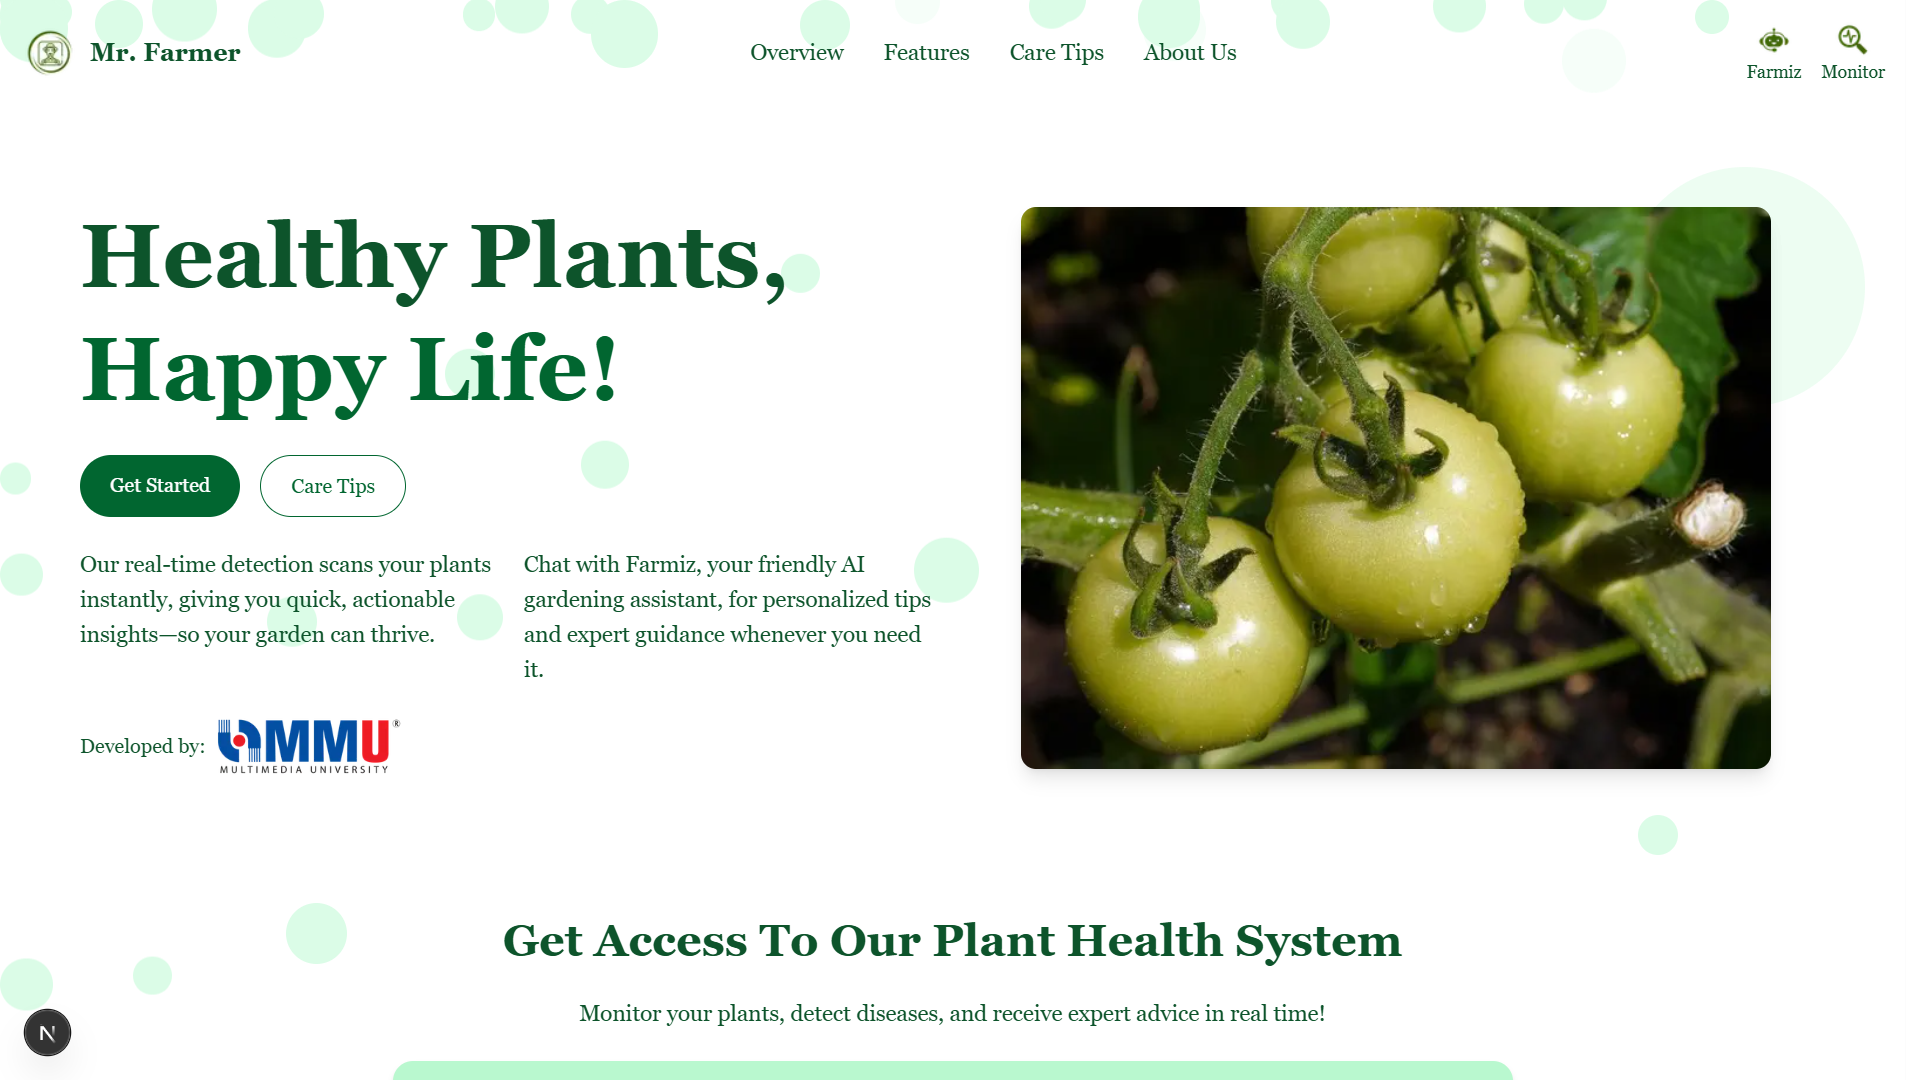 Mr. Farmer
Overview
Features
Care Tips
About Us
Farmiz
Monitor
Healthy Plants,
Happy Life!
Get Started
Care Tips
Our real-time detection scans your plants
instantly, giving you quick, actionable
insights—so your garden can thrive.
Chat with Farmiz, your friendly AI
gardening assistant, for personalized tips
and expert guidance whenever you need
it.
Developed by:
MMU®
MULTIMEDIA UNIVERSITY
Get Access To Our Plant Health System
Monitor your plants, detect diseases, and receive expert advice in real time!
N